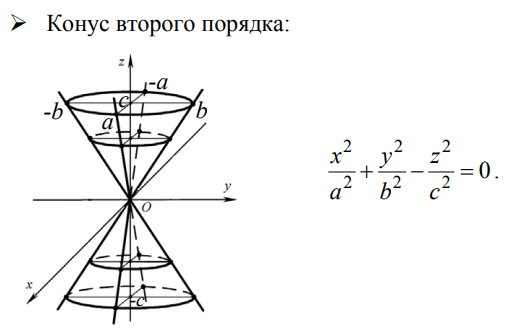 ➤ Конус второго порядка:
z
-a
c
-b
b
a
y
O
x
-c
x²/a² + y²/b² − z²/c² = 0.